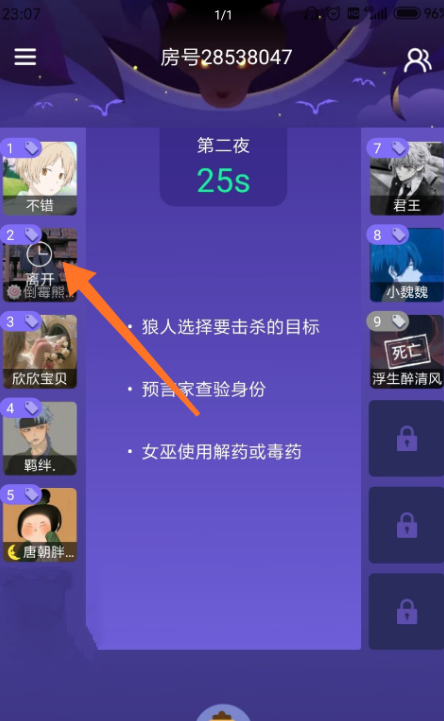 23:07
1/1
96%
房号28538047
第二夜
25s
1
不错
2
离开
倒霉熊...
3
欣欣宝贝
4
羁绊.
5
唐朝胖...
· 狼人选择要击杀的目标
· 预言家查验身份
· 女巫使用解药或毒药
7
君王
8
小魏魏
9
死亡
浮生醉清风